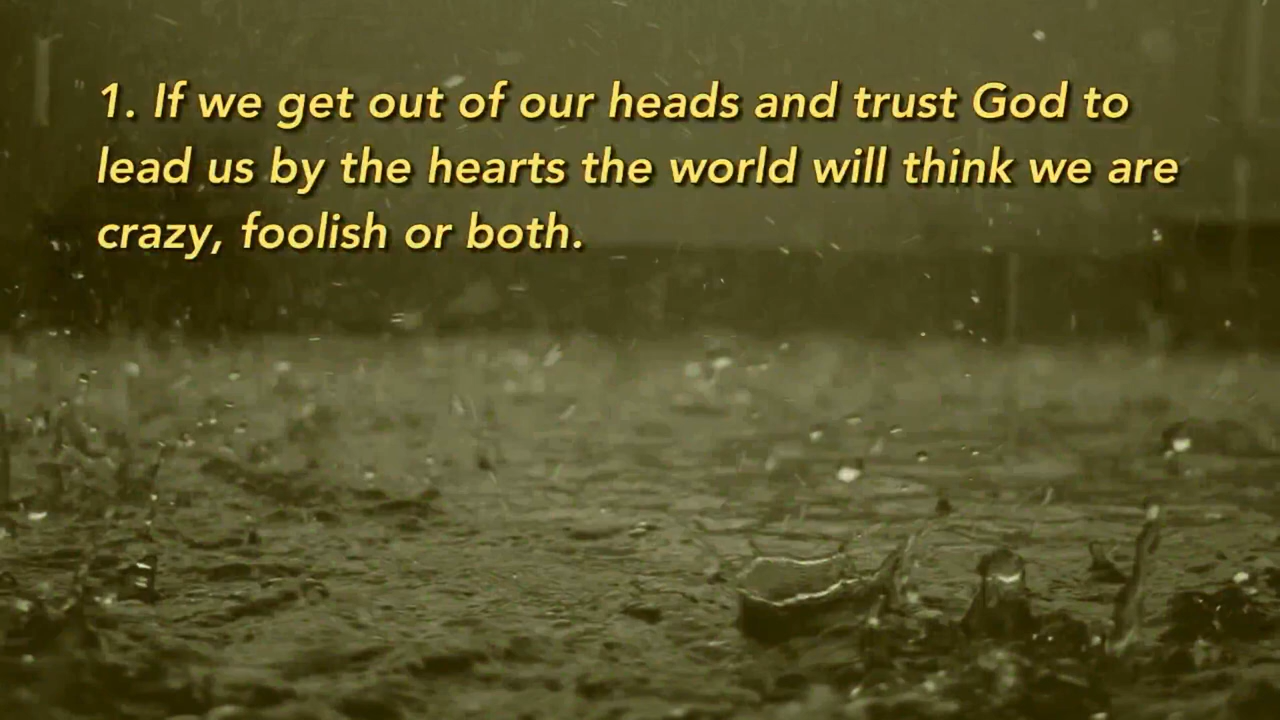 1. If we get out of our heads and trust God to
lead us by the hearts the world will think we are
crazy, foolish or both.